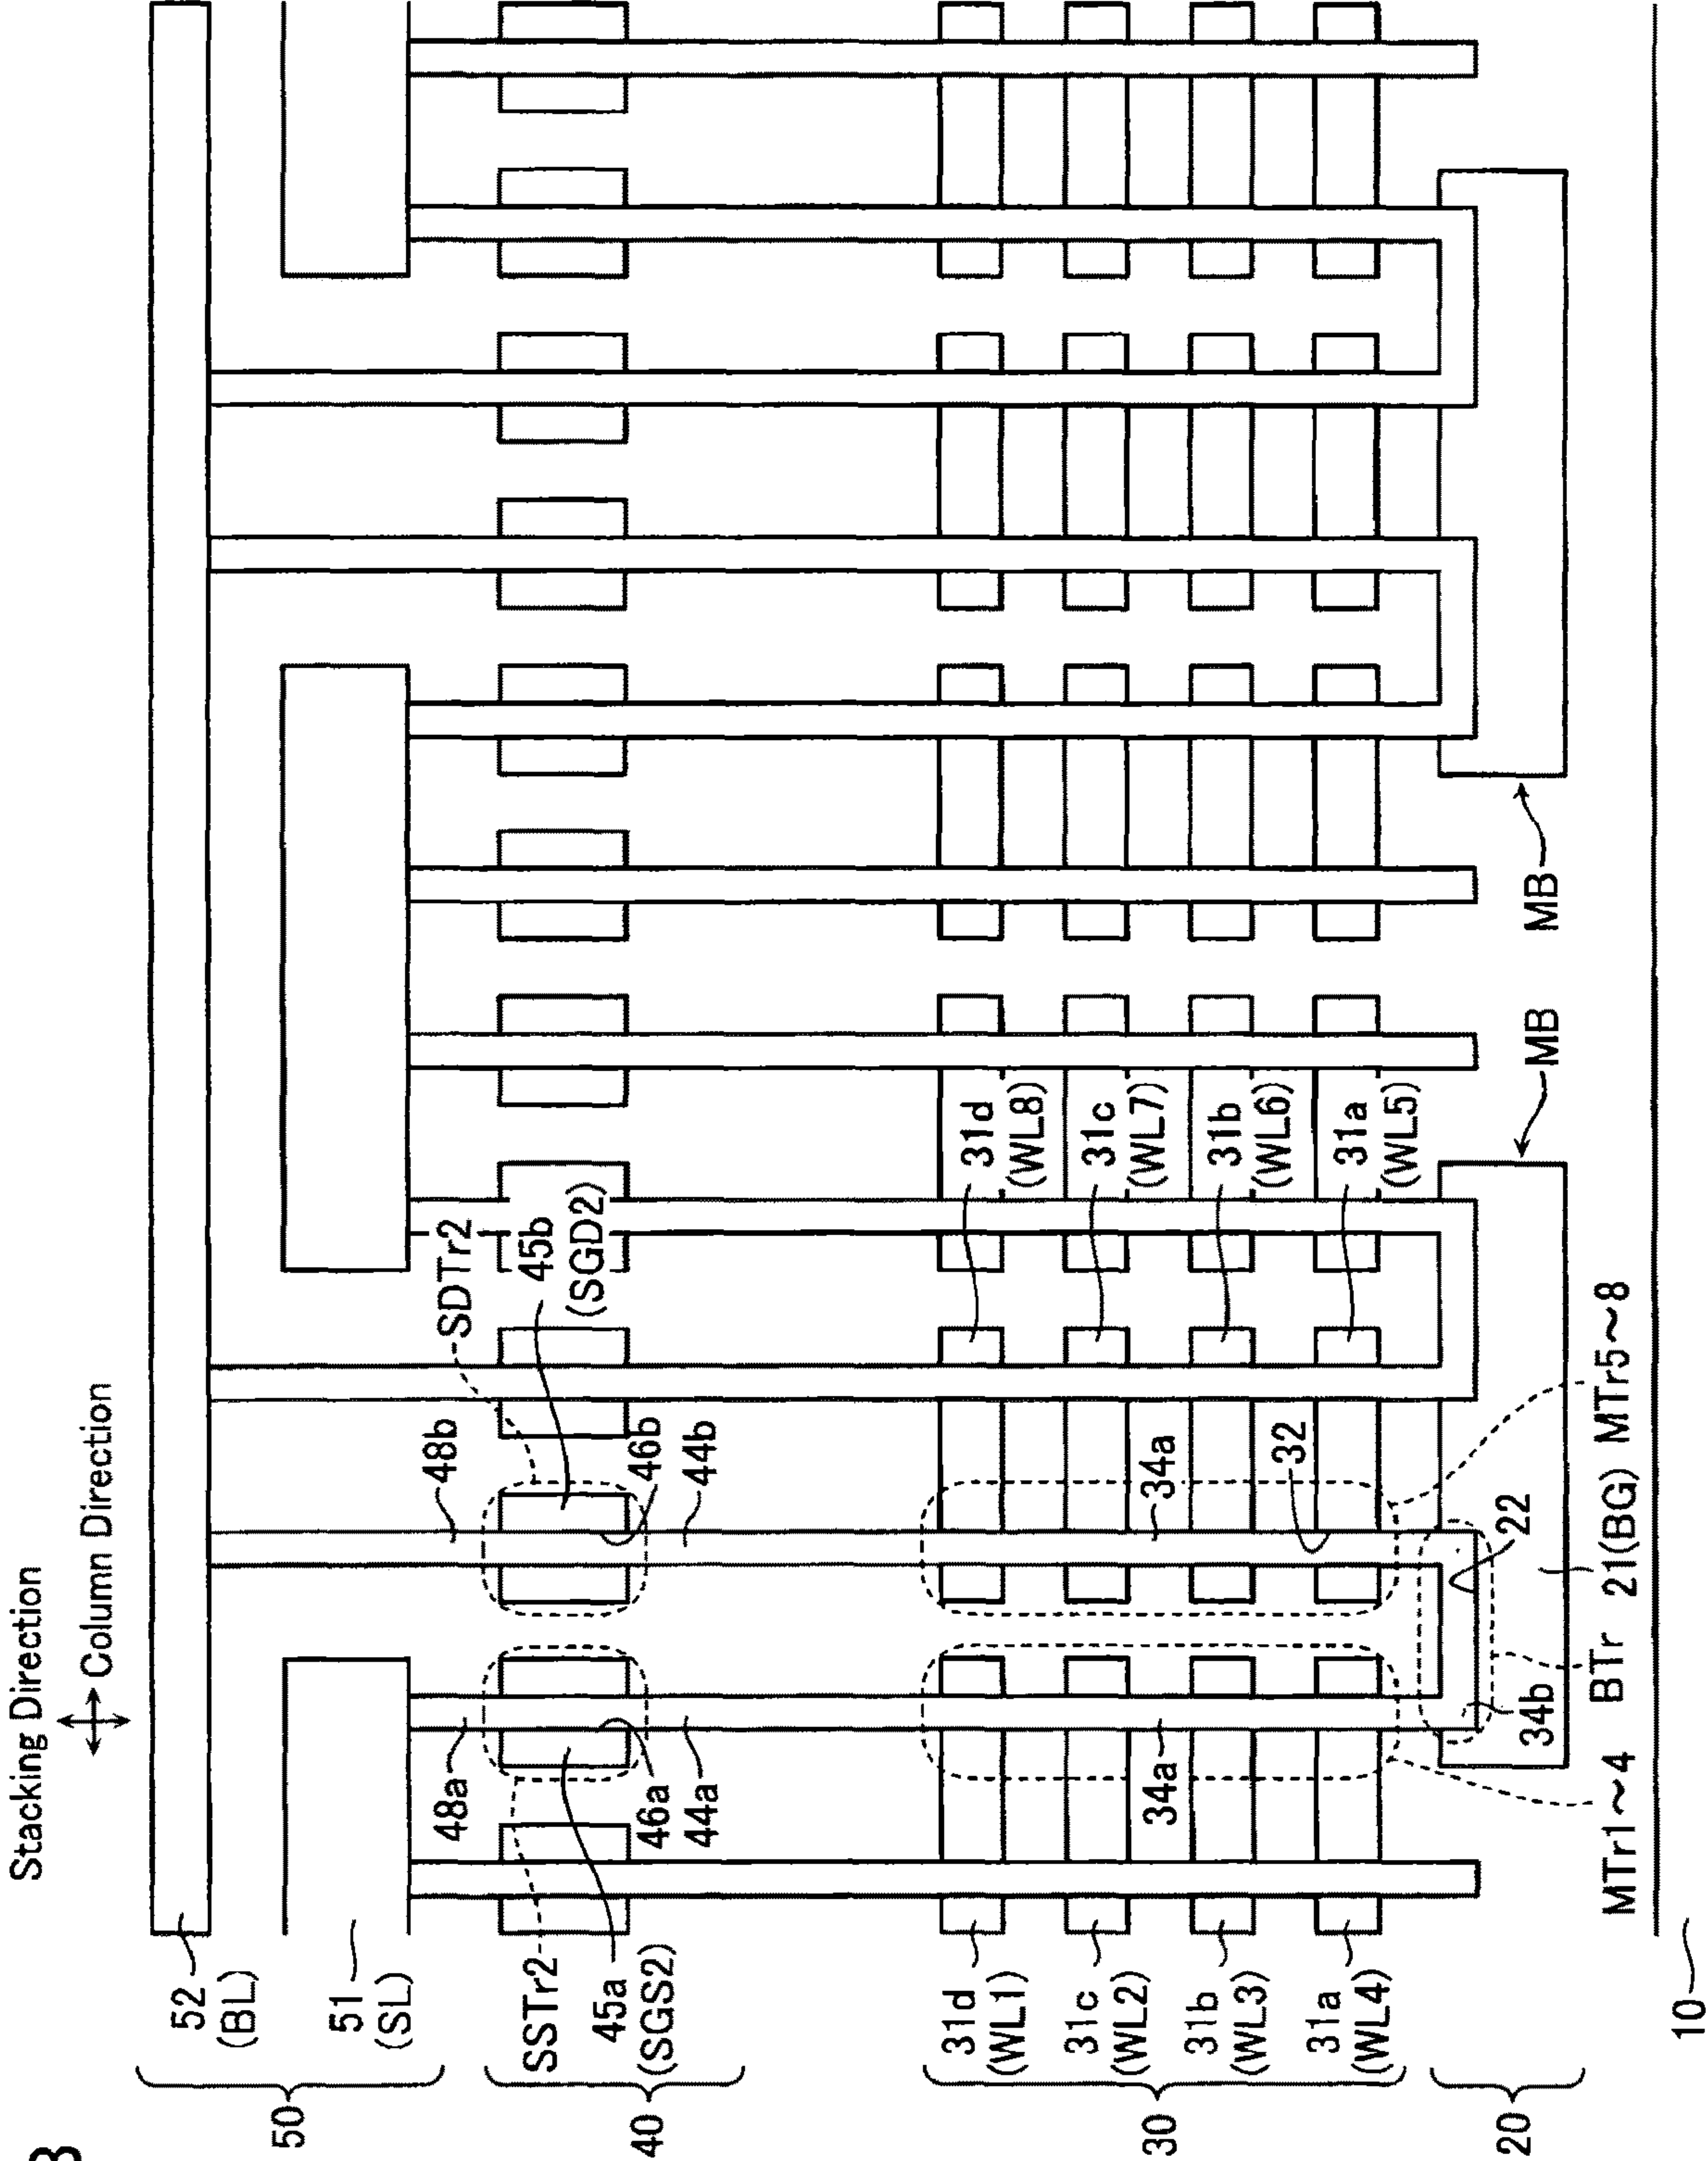 3
Stacking Direction
Column Direction
50
52
(BL)
51
(SL)
48a
48b
SDTr2
45b
(SGD2)
40
SSTr2
45a
(SGS2)
46a
44a
46b
44b
30
31d
(WL1)
31c
(WL2)
31b
(WL3)
31a
(WL4)
34a
34a
32
31d
(WL8)
31c
(WL7)
31b
(WL6)
31a
(WL5)
20
MTr1~4
34b
BTr
22
21(BG)
MTr5~8
MB
MB
10